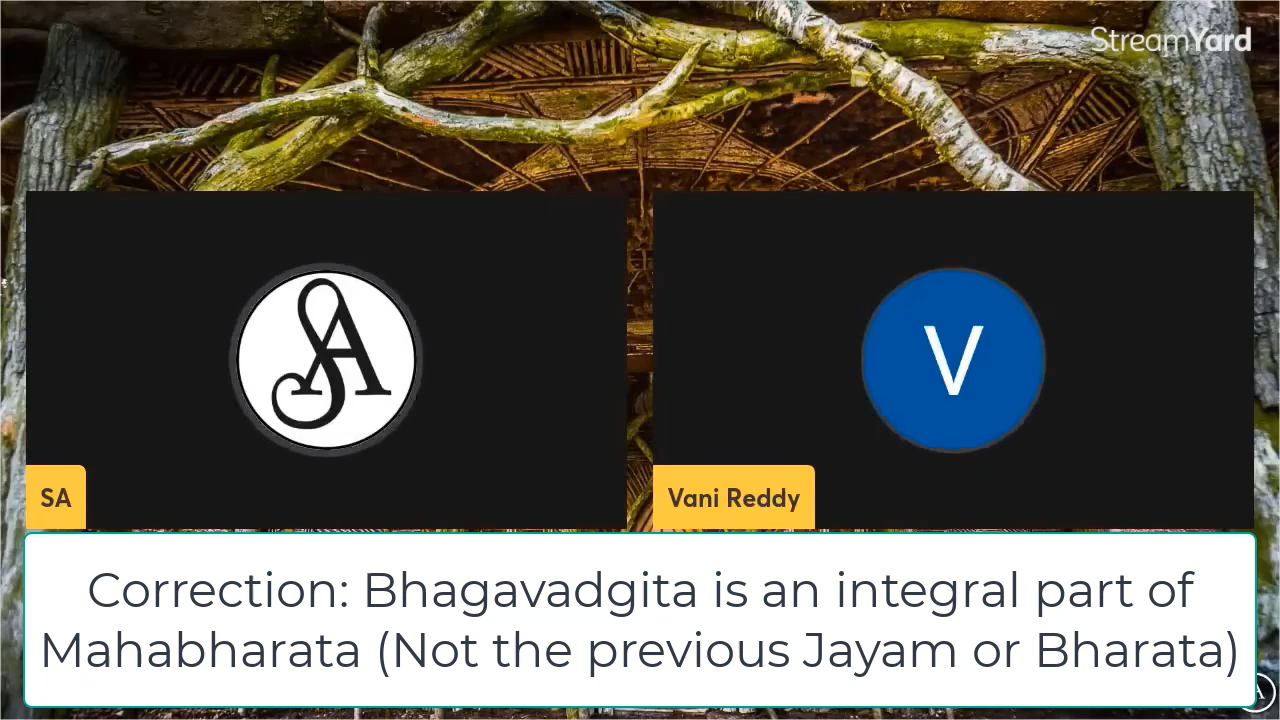 StreamYard
SA
V
SA
Vani Reddy
Correction: Bhagavadgita is an integral part of
Mahabharata (Not the previous Jayam or Bharata)
A